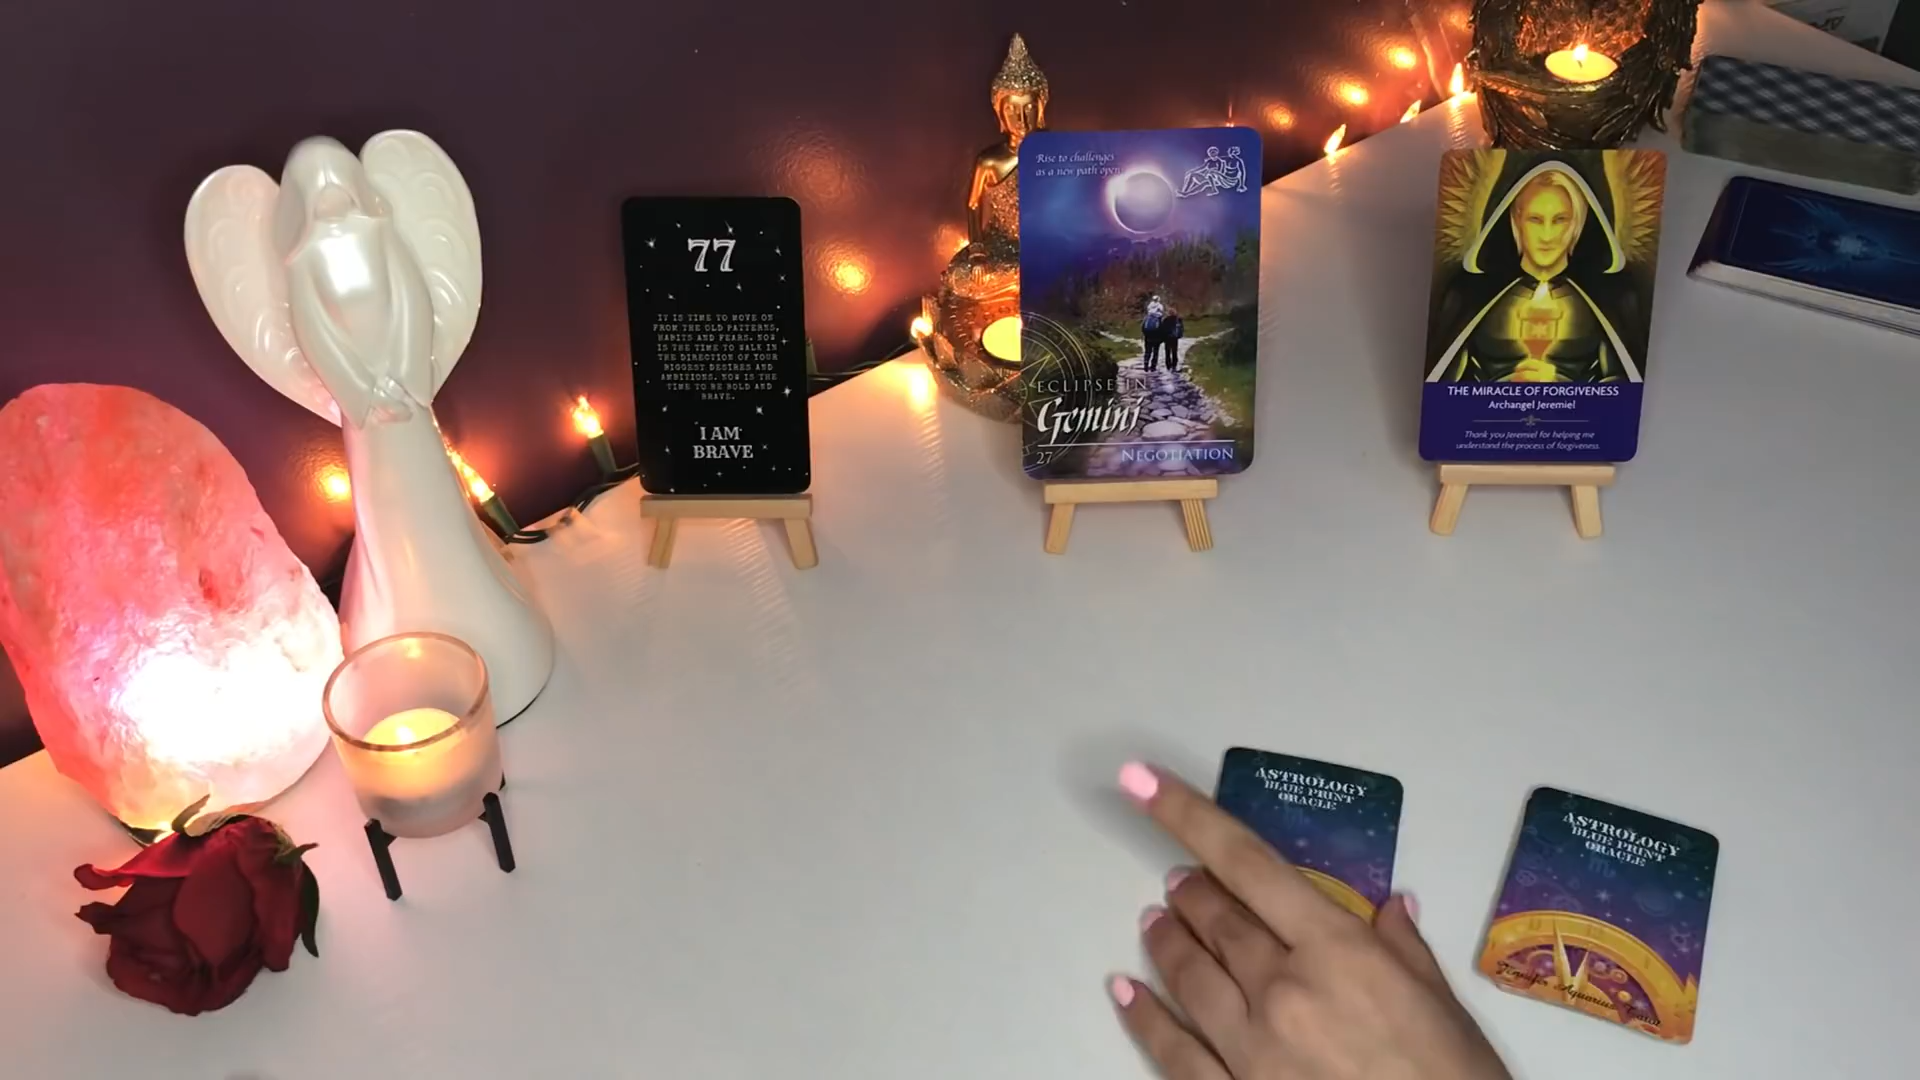 77
IT IS TIME TO MOVE ON
FROM THE OLD PATTERNS,
HABITS AND FEARS. NOW
IS THE TIME TO WALK IN
THE DIRECTION OF YOUR
BIGGEST DESIRES AND
AMBITIONS. NOW IS THE
TIME TO BE BOLD AND
BRAVE.
I AM
BRAVE
Rise to challenges
as a new path opens
ECLIPSE IN
Gemini
27
NEGOTIATION
THE MIRACLE OF FORGIVENESS
Archangel Jeremiel
Thank you Jeremiel for helping me
understand the process of forgiveness.
ASTROLOGY
BLUE PRINT
ORACLE
ASTROLOGY
BLUE PRINT
ORACLE
Jennifer Aquarius Tarot